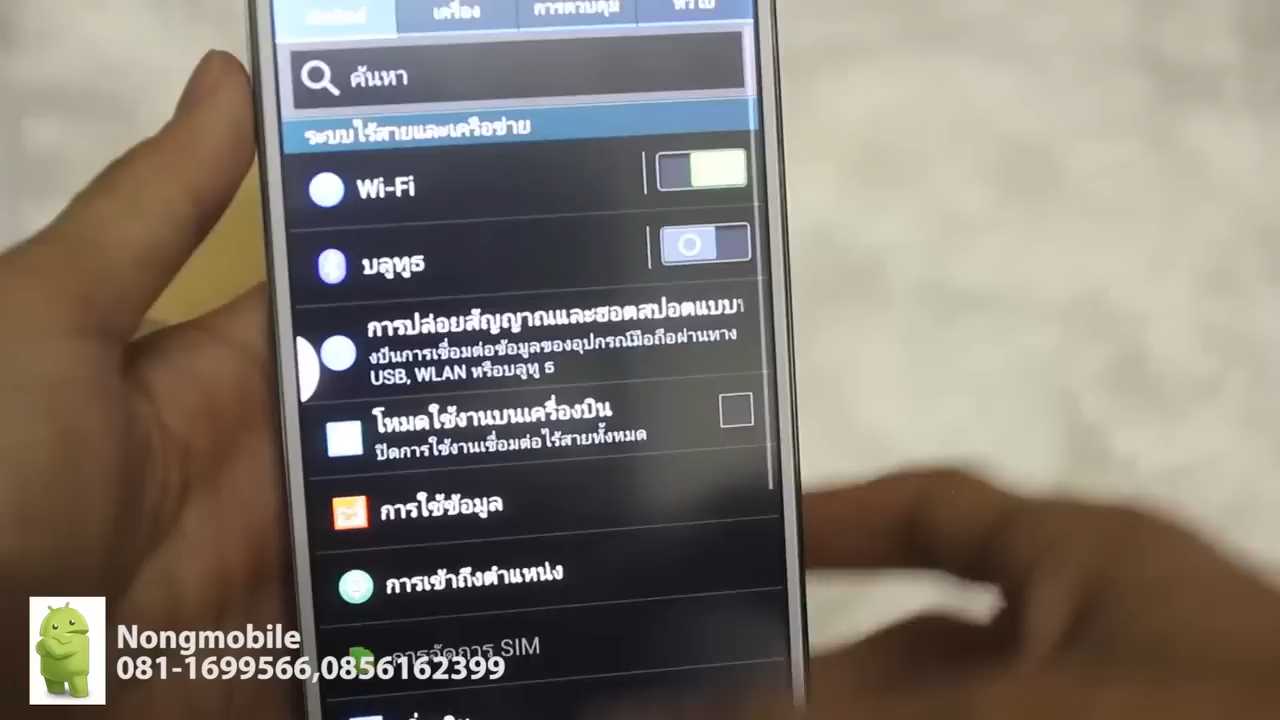 เครื่อง
การควบคุม
ทั่วไป
ค้นหา
ระบบไร้สายและเครือข่าย
Wi-Fi
บลูทูธ
การปล่อยสัญญาณและฮอตสปอตแบบ
งปันการเชื่อมต่อข้อมูลของอุปกรณ์มือถือผ่านทาง
USB, WLAN หรือบลูทู ธ
โหมดใช้งานบนเครื่องบิน
ปิดการใช้งานเชื่อมต่อไร้สายทั้งหมด
การใช้ข้อมูล
การเข้าถึงตำแหน่ง
การจัดการ SIM
Nongmobile
081-1699566,0856162399